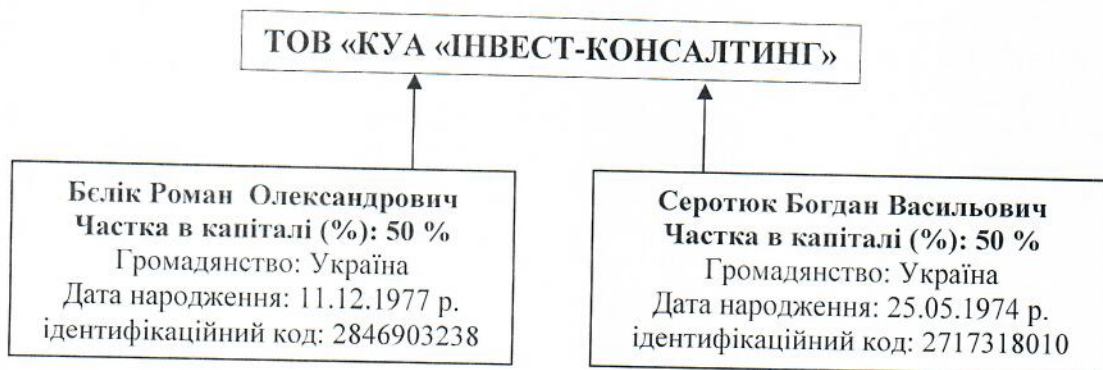 ТОВ «КУА «ІНВЕСТ-КОНСАЛТИНГ»
Бєлік Роман Олександрович
Частка в капіталі (%): 50 %
Громадянство: Україна
Дата народження: 11.12.1977 р.
ідентифікаційний код: 2846903238
Серотюк Богдан Васильович
Частка в капіталі (%): 50 %
Громадянство: Україна
Дата народження: 25.05.1974 р.
ідентифікаційний код: 2717318010